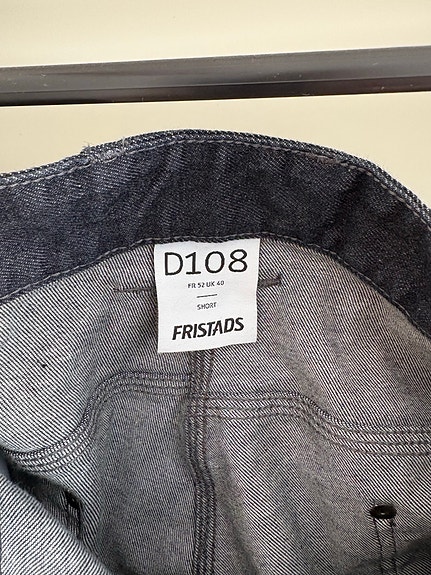 D108
FR 52 UK 40
SHORT
FRISTADS